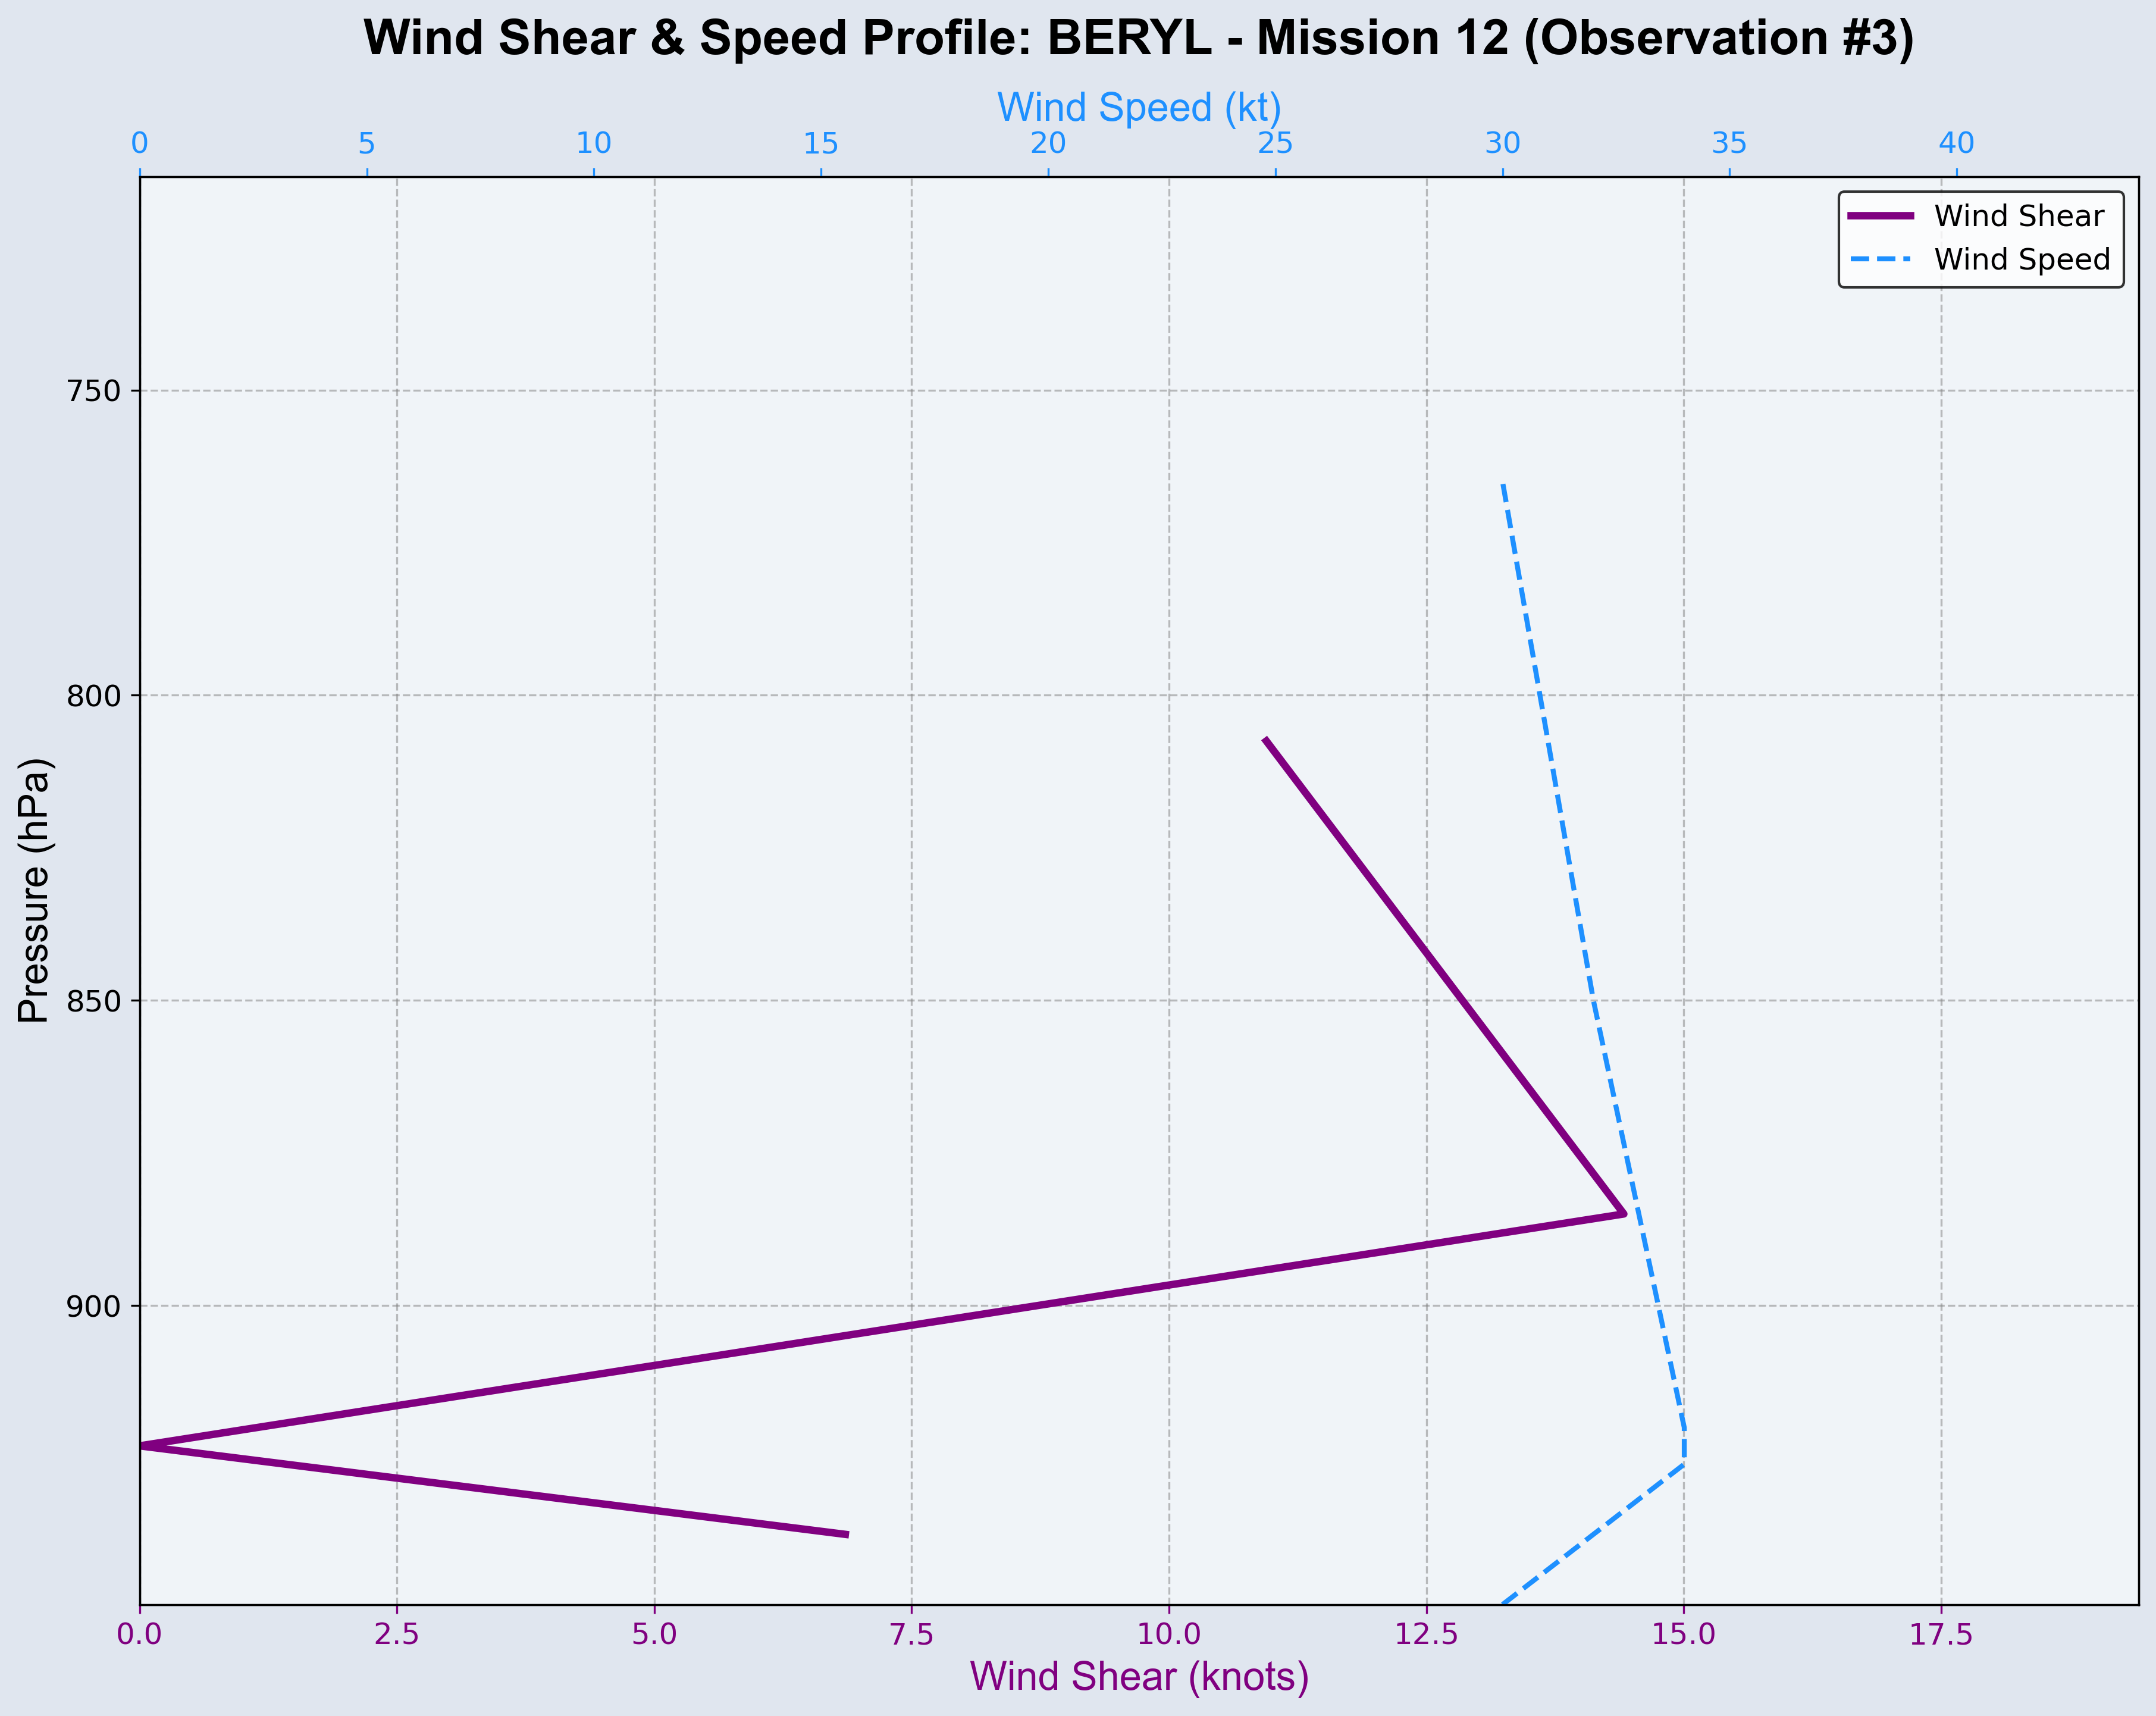 Wind Shear & Speed Profile: BERYL - Mission 12 (Observation #3)
Wind Speed (kt)
0 5 10 15 20 25 30 35 40
Wind Shear
Wind Speed
750
800
850
900
Pressure (hPa)
0.0 2.5 5.0 7.5 10.0 12.5 15.0 17.5
Wind Shear (knots)